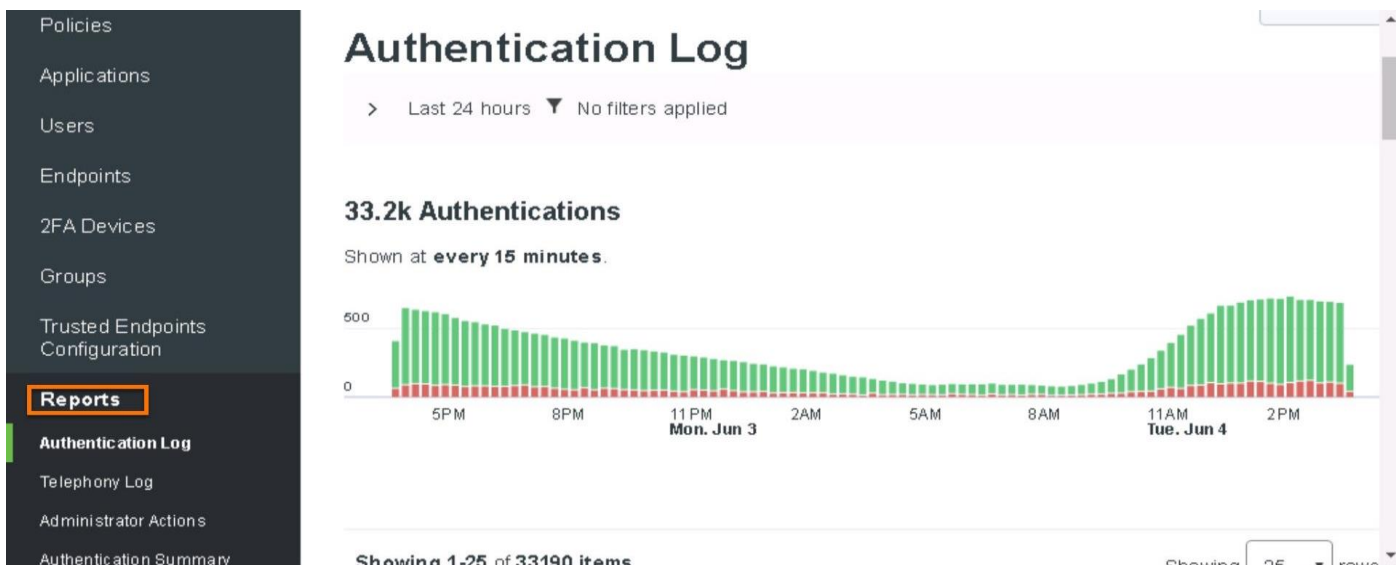 Policies
Applications
Users
Endpoints
2FA Devices
Groups
Trusted Endpoints
Configuration
Reports
Authentication Log
Telephony Log
Administrator Actions
Authentication Summary
Authentication Log
> Last 24 hours No filters applied
33.2k Authentications
Shown at every 15 minutes.
500
0
5PM 8PM 11PM 2AM 5AM 8AM 11AM 2PM
Mon. Jun 3 Tue. Jun 4
Showing 1-25 of 33190 items
Showing 25 rows